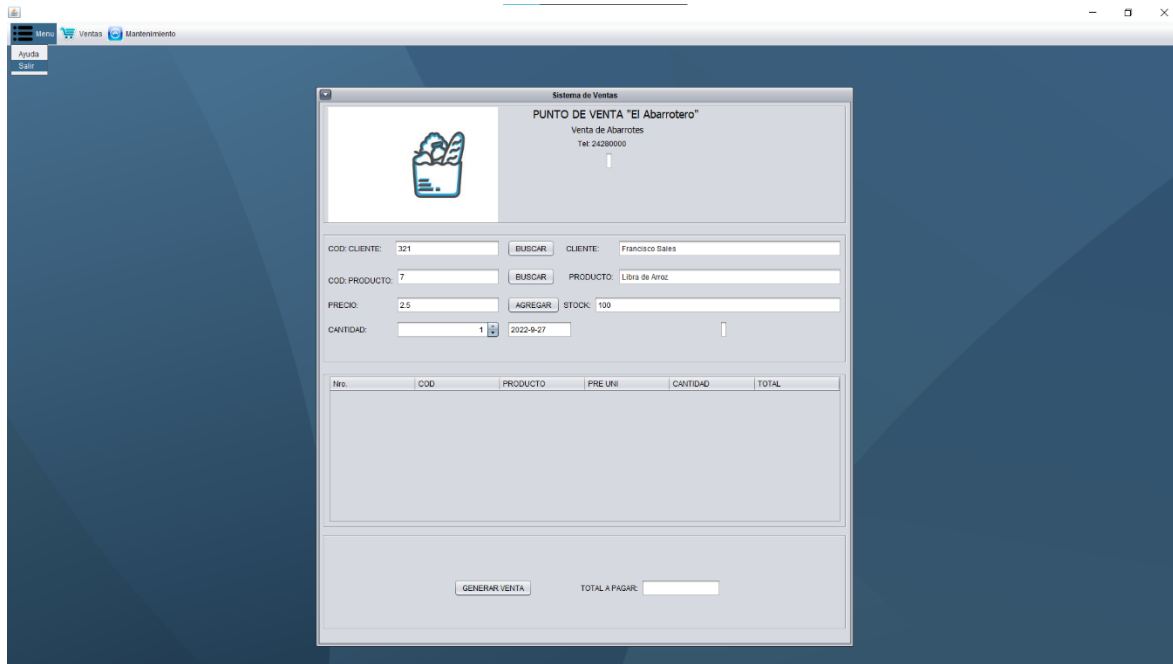 Menu Ventas Mantenimiento
Ayuda
Salir
Sistema de Ventas
PUNTO DE VENTA "El Abarrotero"
Venta de Abarrotes
Tel: 24280000
COD: CLIENTE: 321 BUSCAR CLIENTE: Francisco Sales
COD: PRODUCTO: 7 BUSCAR PRODUCTO: Libra de Arroz
PRECIO: 2.5 AGREGAR STOCK: 100
CANTIDAD: 1 2022-9-27
Nro. COD PRODUCTO PRE UNI CANTIDAD TOTAL
GENERAR VENTA TOTAL A PAGAR: